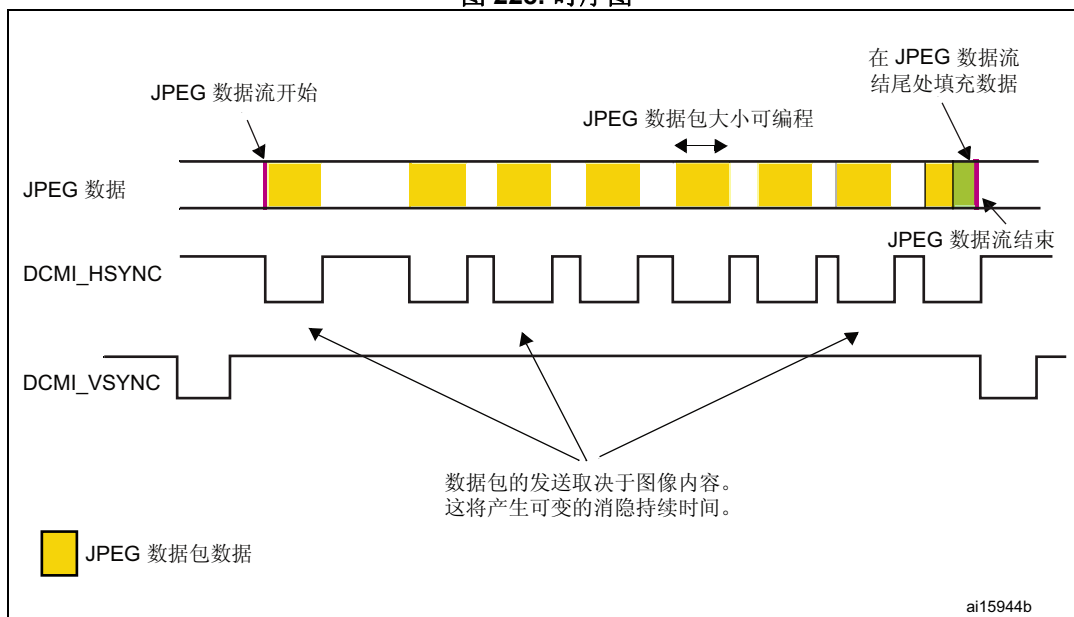 在 JPEG 数据流
结尾处填充数据
JPEG 数据流开始
JPEG 数据包大小可编程
JPEG 数据
JPEG 数据流结束
DCMI_HSYNC
DCMI_VSYNC
数据包的发送取决于图像内容。
这将产生可变的消隐持续时间。
JPEG 数据包数据
ai15944b